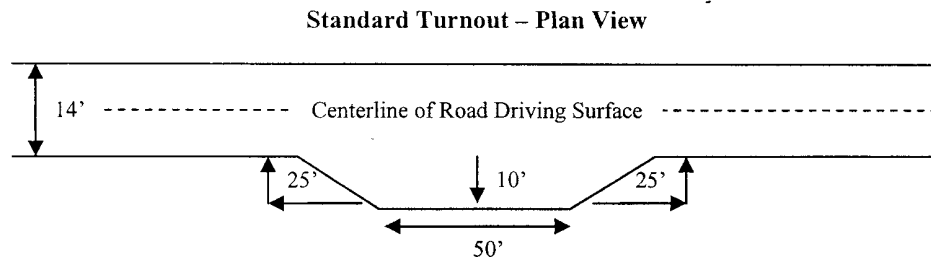 Standard Turnout – Plan View
14’
Centerline of Road Driving Surface
25’
10’
25’
50’